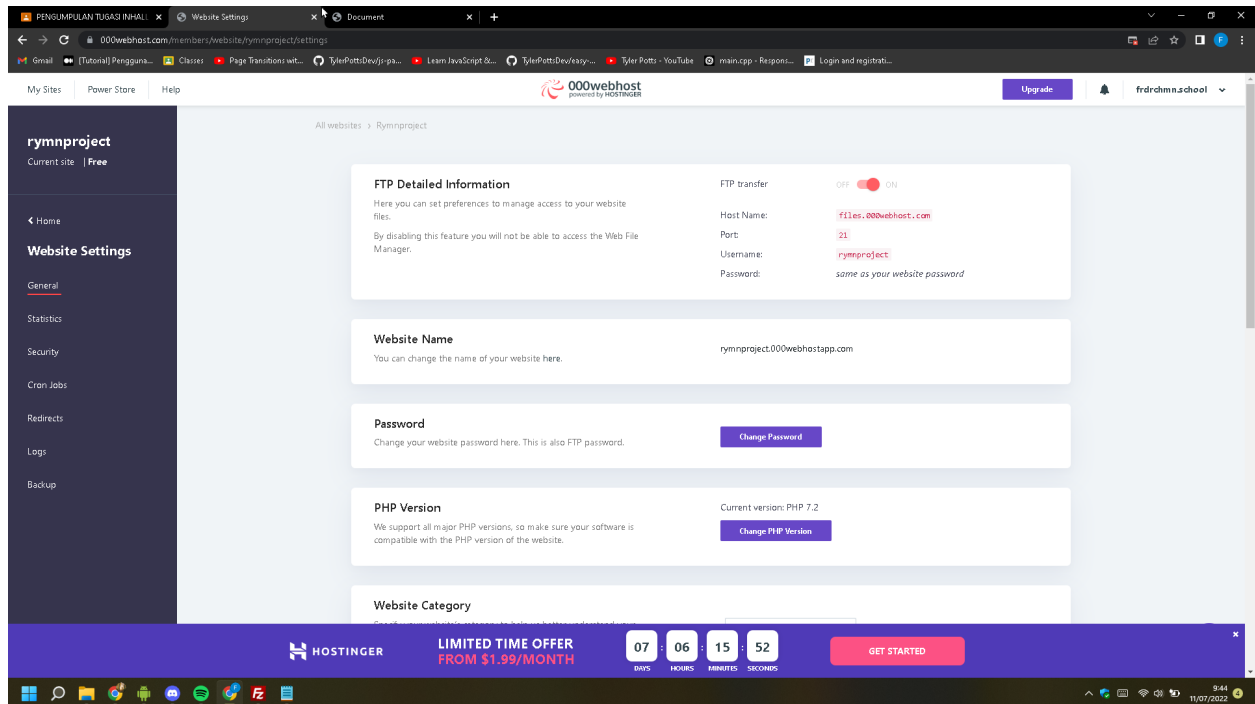 PENGUMPULAN TUGASI INHALL
Website Settings
Document
000webhost.com/members/website/rymnproject/settings
Gmail
[Tutorial] Pengguna...
Classes
Page Transitions wit...
TylerPottsDev/js-pa...
Learn JavaScript &...
TylerPottsDev/easy-...
Tyler Potts - YouTube
main.cpp - Respons...
Login and registrati...
My Sites
Power Store
Help
000webhost
powered by HOSTINGER
Upgrade
frdrchmn.school
rymnproject
Current site | Free
Home
Website Settings
General
Statistics
Security
Cron Jobs
Redirects
Logs
Backup
All websites > Rymnproject
FTP Detailed Information
Here you can set preferences to manage access to your website
files.
By disabling this feature you will not be able to access the Web File
Manager.
FTP transfer OFF ON
Host Name: files.000webhost.com
Port: 21
Username: rymnproject
Password: same as your website password
Website Name
You can change the name of your website here.
rymnproject.000webhostapp.com
Password
Change your website password here. This is also FTP password.
Change Password
PHP Version
We support all major PHP versions, so make sure your software is
compatible with the PHP version of the website.
Current version: PHP 7.2
Change PHP Version
Website Category
HOSTINGER
LIMITED TIME OFFER
FROM $1.99/MONTH
07 : 06 : 15 : 52
DAYS HOURS MINUTES SECONDS
GET STARTED
9:44
11/07/2022
4